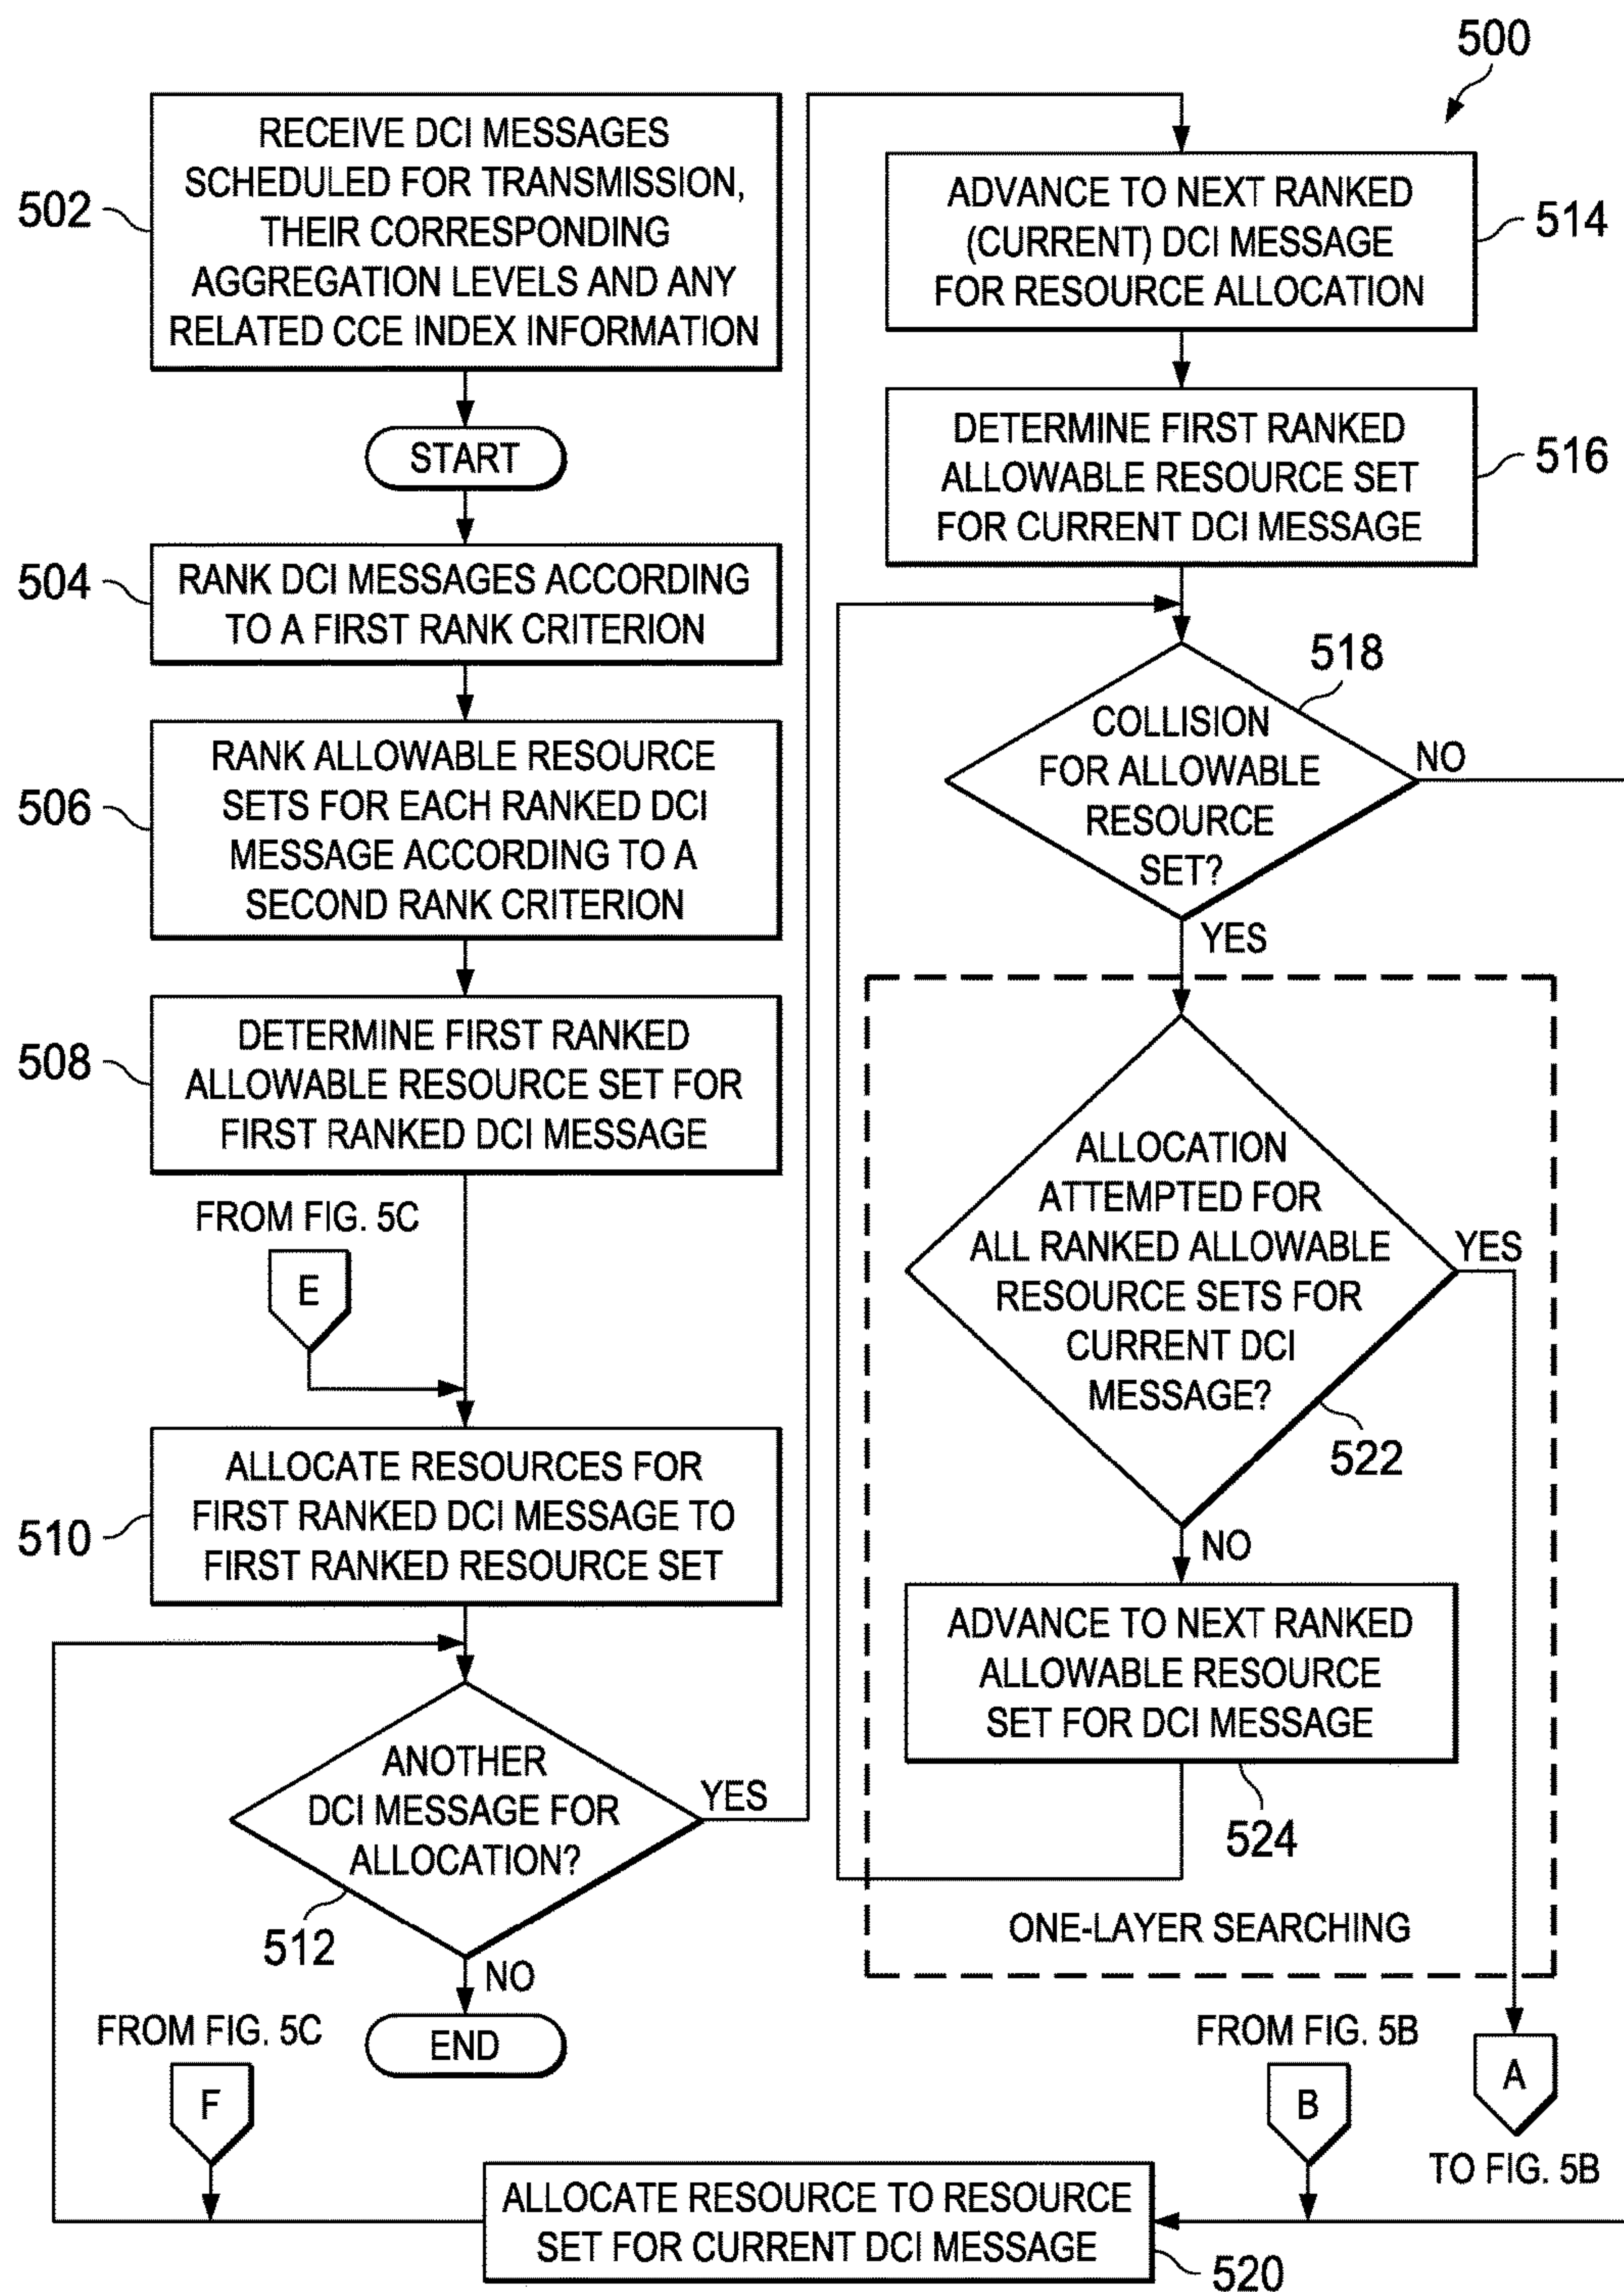 500
502
RECEIVE DCI MESSAGES
SCHEDULED FOR TRANSMISSION,
THEIR CORRESPONDING
AGGREGATION LEVELS AND ANY
RELATED CCE INDEX INFORMATION
START
504
RANK DCI MESSAGES ACCORDING
TO A FIRST RANK CRITERION
506
RANK ALLOWABLE RESOURCE
SETS FOR EACH RANKED DCI
MESSAGE ACCORDING TO A
SECOND RANK CRITERION
508
DETERMINE FIRST RANKED
ALLOWABLE RESOURCE SET FOR
FIRST RANKED DCI MESSAGE
FROM FIG. 5C
E
510
ALLOCATE RESOURCES FOR
FIRST RANKED DCI MESSAGE TO
FIRST RANKED RESOURCE SET
ANOTHER
DCI MESSAGE FOR
ALLOCATION?
YES
512
NO
END
FROM FIG. 5C
F
ADVANCE TO NEXT RANKED
(CURRENT) DCI MESSAGE
FOR RESOURCE ALLOCATION
514
DETERMINE FIRST RANKED
ALLOWABLE RESOURCE SET
FOR CURRENT DCI MESSAGE
516
518
COLLISION
FOR ALLOWABLE
RESOURCE
SET?
NO
YES
ALLOCATION
ATTEMPTED FOR
ALL RANKED ALLOWABLE
RESOURCE SETS FOR
CURRENT DCI
MESSAGE?
YES
522
NO
ADVANCE TO NEXT RANKED
ALLOWABLE RESOURCE
SET FOR DCI MESSAGE
524
ONE-LAYER SEARCHING
FROM FIG. 5B
B
A
TO FIG. 5B
ALLOCATE RESOURCE TO RESOURCE
SET FOR CURRENT DCI MESSAGE
520